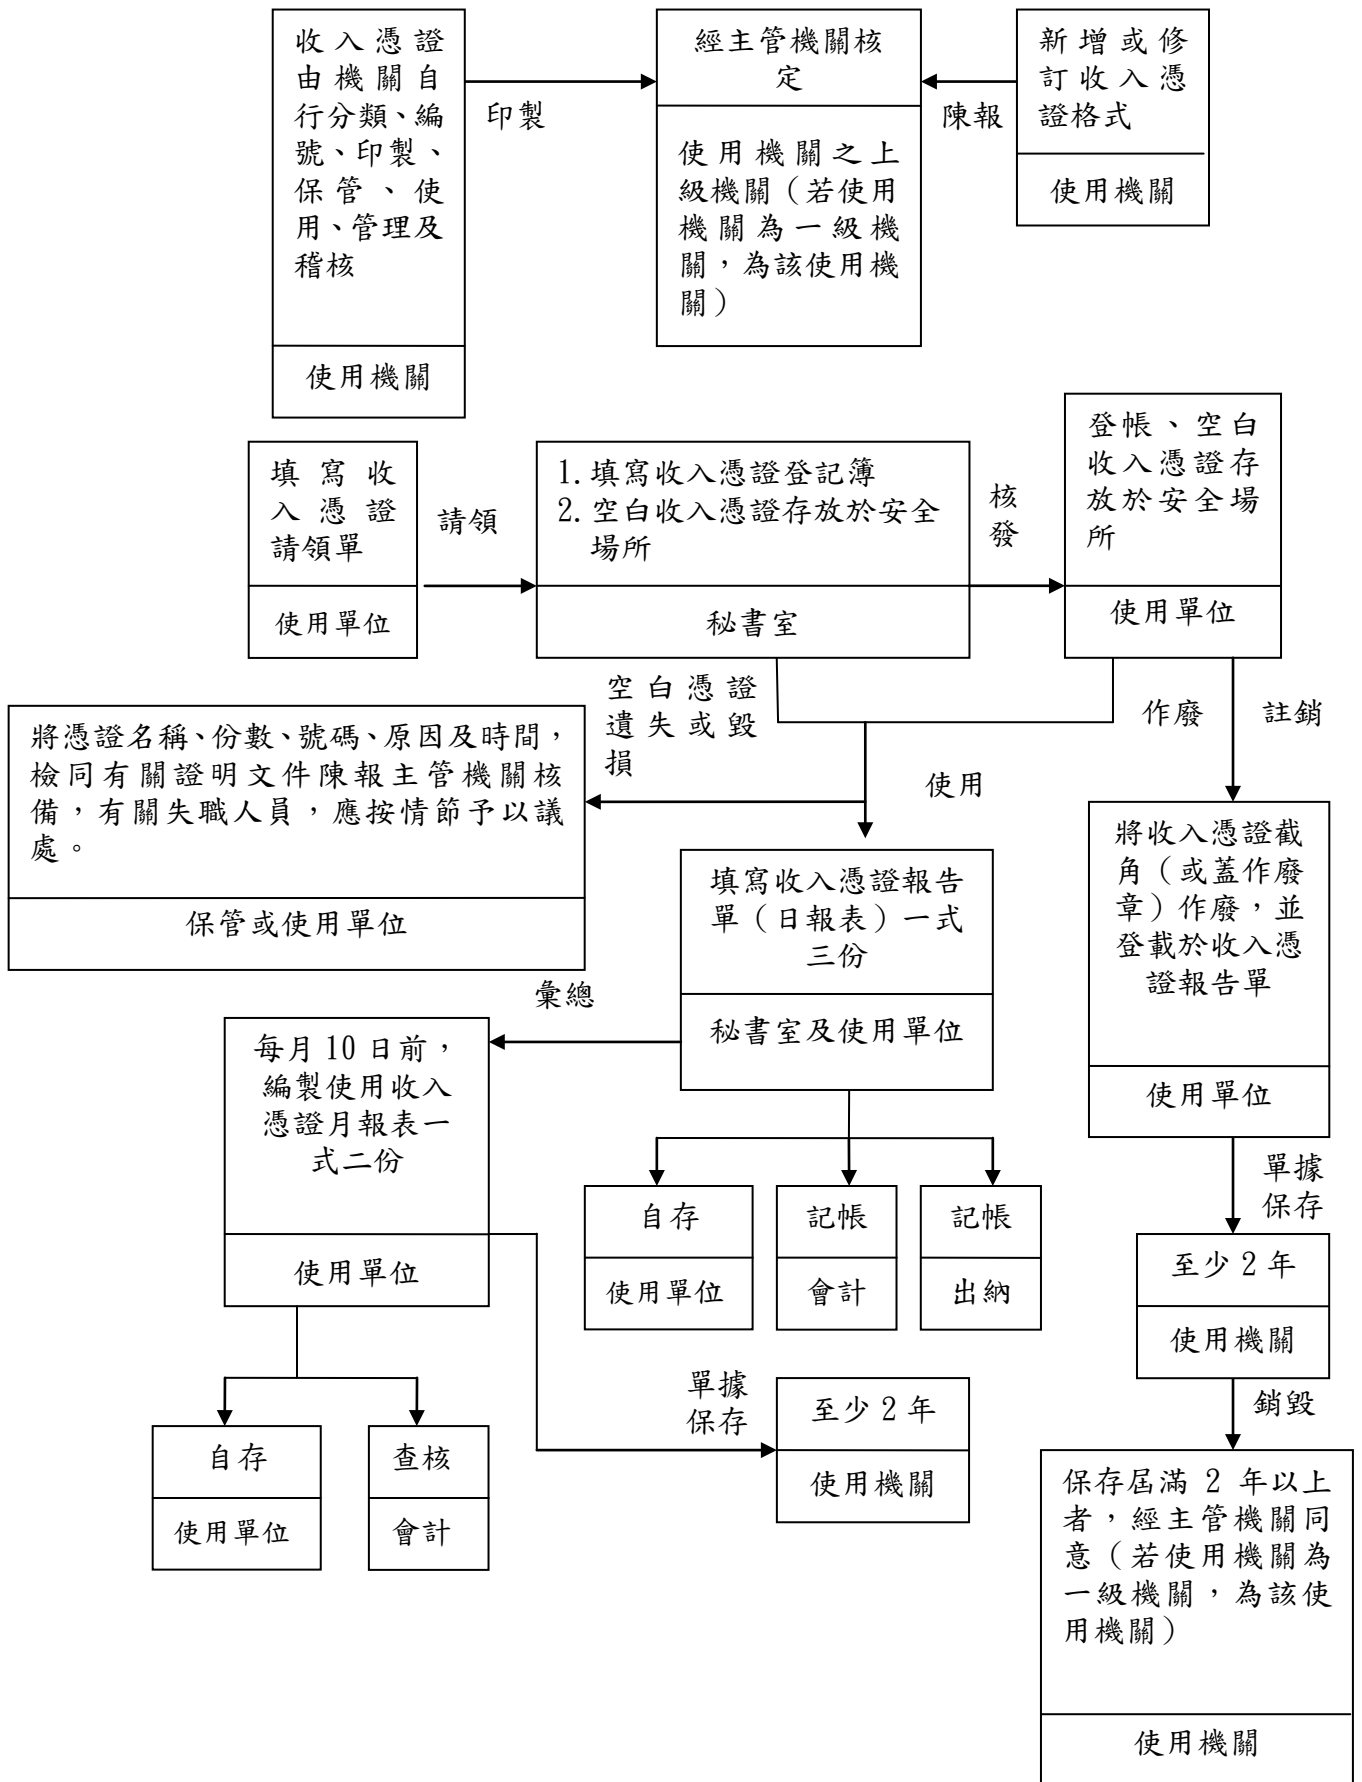 收入憑證
由機關自
行分類、編
號、印製、
保管、使
用、管理及
稽核
使用機關
印製
經主管機關核
定
使用機關之上
級機關（若使用
機關為一級機
關，為該使用機
關）
陳報
新增或修
訂收入憑
證格式
使用機關
填寫收
入憑證
請領單
使用單位
請領
1.填寫收入憑證登記簿
2.空白收入憑證存放於安全
場所
秘書室
核
發
登帳、空白
收入憑證存
放於安全場
所
使用單位
空白憑證
遺失或毀
損
使用
作廢
註銷
將憑證名稱、份數、號碼、原因及時間，
檢同有關證明文件陳報主管機關核
備，有關失職人員，應按情節予以議
處。
保管或使用單位
填寫收入憑證報告
單（日報表）一式
三份
秘書室及使用單位
將收入憑證截
角（或蓋作廢
章）作廢，並
登載於收入憑
證報告單
使用單位
彙總
每月10日前，
編製使用收入
憑證月報表一
式二份
使用單位
自存
使用單位
記帳
會計
記帳
出納
單據
保存
至少2年
使用機關
自存
使用單位
查核
會計
單據
保存
至少2年
使用機關
銷毀
保存屆滿 2 年以上
者，經主管機關同
意（若使用機關為
一級機關，為該使
用機關）
使用機關